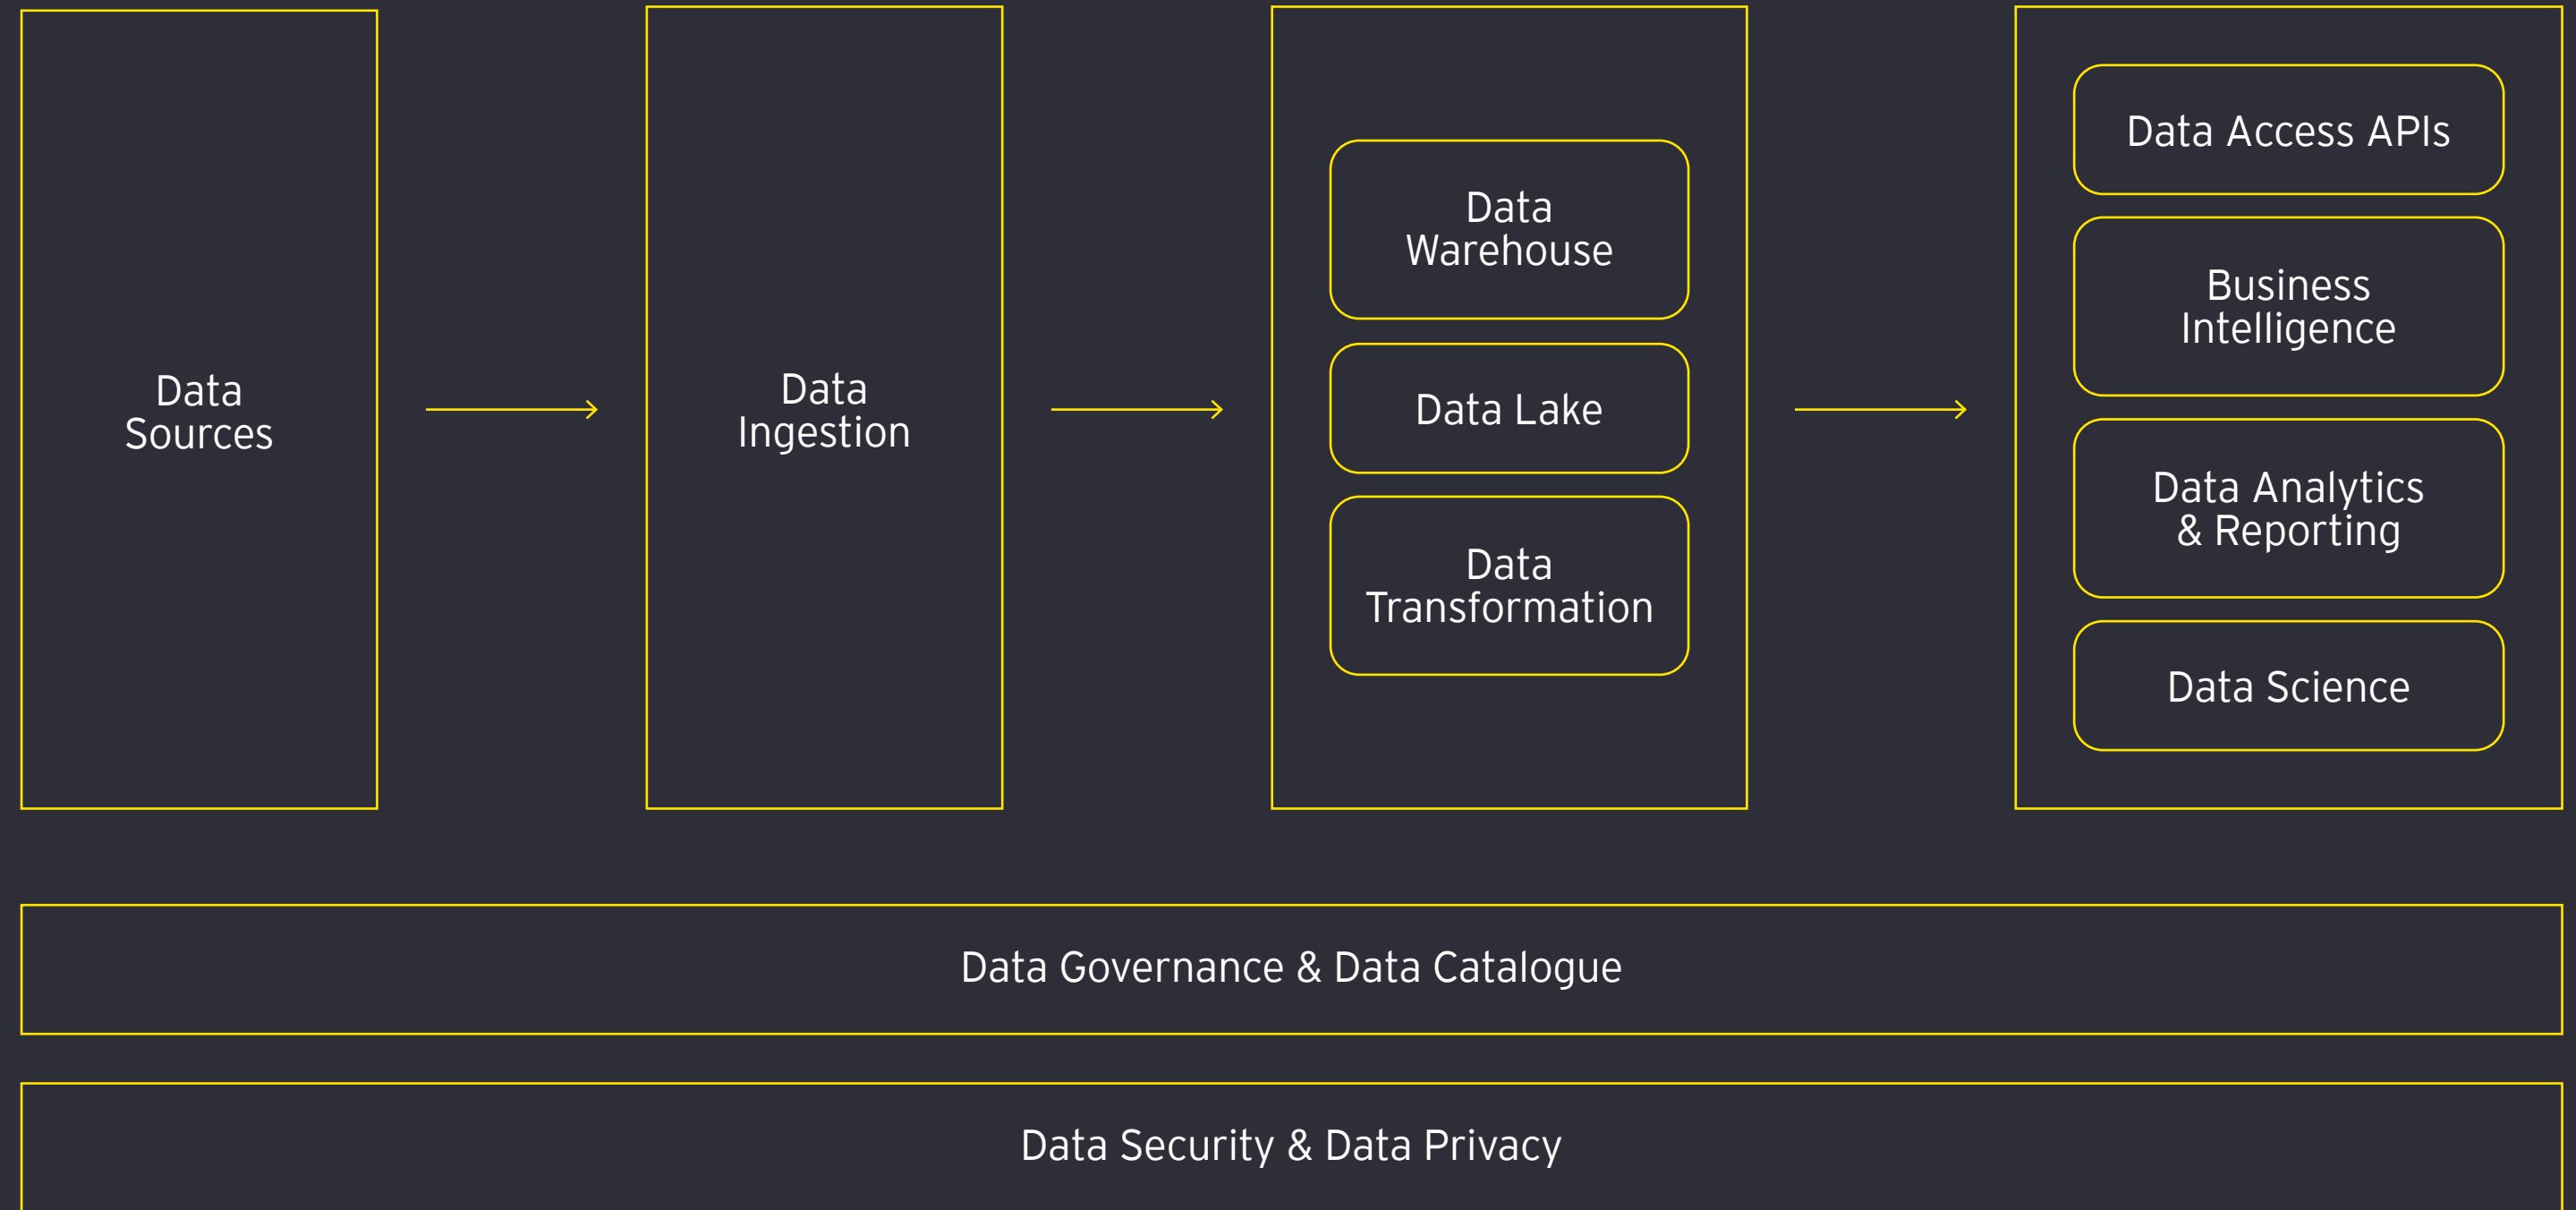 Data
Sources
Data
Ingestion
Data
Warehouse
Data Lake
Data
Transformation
Data Access APIs
Business
Intelligence
Data Analytics
& Reporting
Data Science
Data Governance & Data Catalogue
Data Security & Data Privacy